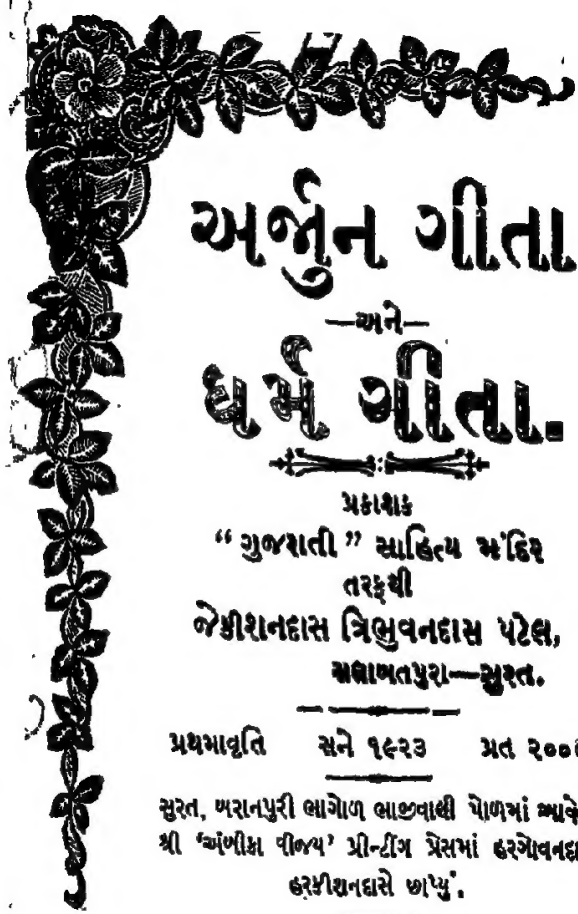 અર્જુન ગીતા
—અને—
ધર્મ ગીતા.
પ્રકાશક
“ ગુજરાતી ” સાહિત્ય મંદિર
તરફથી
જેકીશનદાસ ત્રિભુવનદાસ પટેલ,
સલાબતપુરા—સુરત.
પ્રથમાવૃતિ સને ૧૯૨૩ પ્રત ૨૦૦
સુરત, બરાનપુરી ભાગોળ ભાજીવાલી પોળમાં આવે
શ્રી ‘અંબીકા વીજય’ પ્રીન્ટીંગ પ્રેસમાં હરગોવનદા
હરકીશનદાસે છાપ્યું.